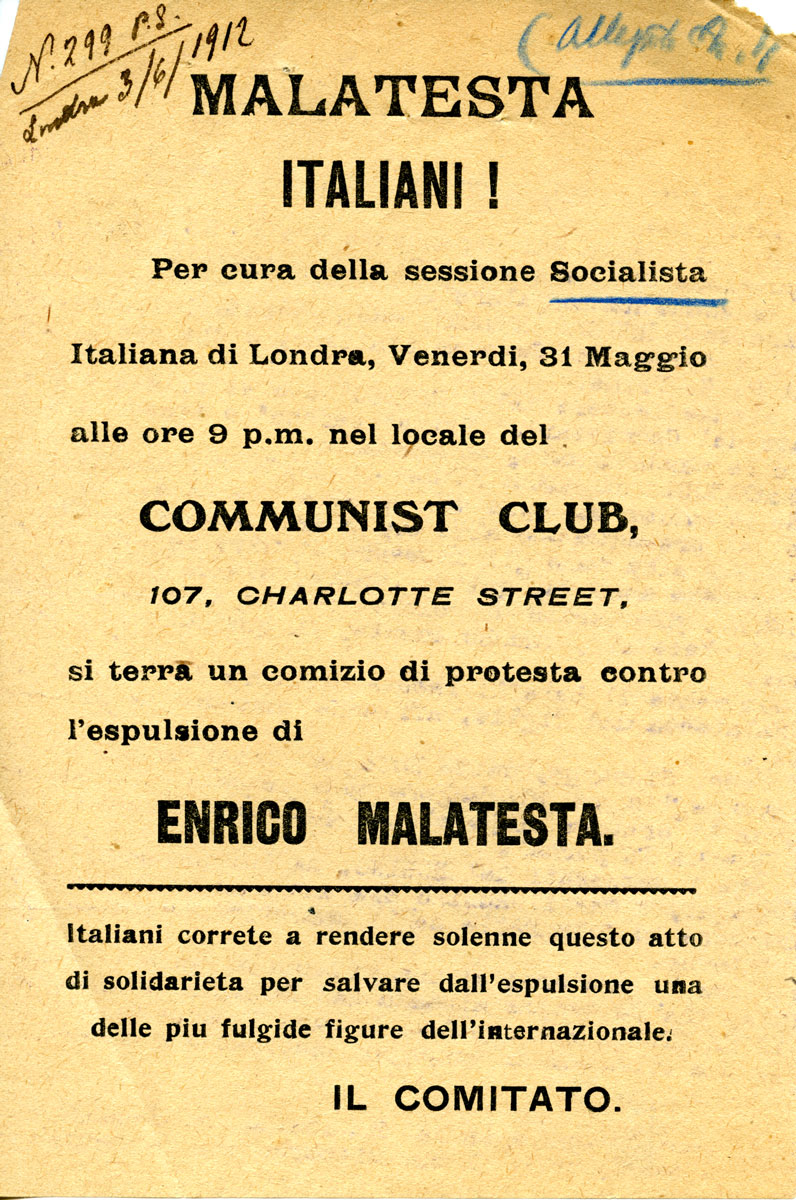 N. 299 P.S.
Londra 3/6/1912
MALATESTA
ITALIANI !
Per cura della sessione Socialista
Italiana di Londra, Venerdi, 31 Maggio
alle ore 9 p.m. nel locale del
COMMUNIST CLUB,
107, CHARLOTTE STREET,
si terra un comizio di protesta contro
l'espulsione di
ENRICO MALATESTA.
Italiani correte a rendere solenne questo atto
di solidarieta per salvare dall'espulsione una
delle piu fulgide figure dell'internazionale.
IL COMITATO.